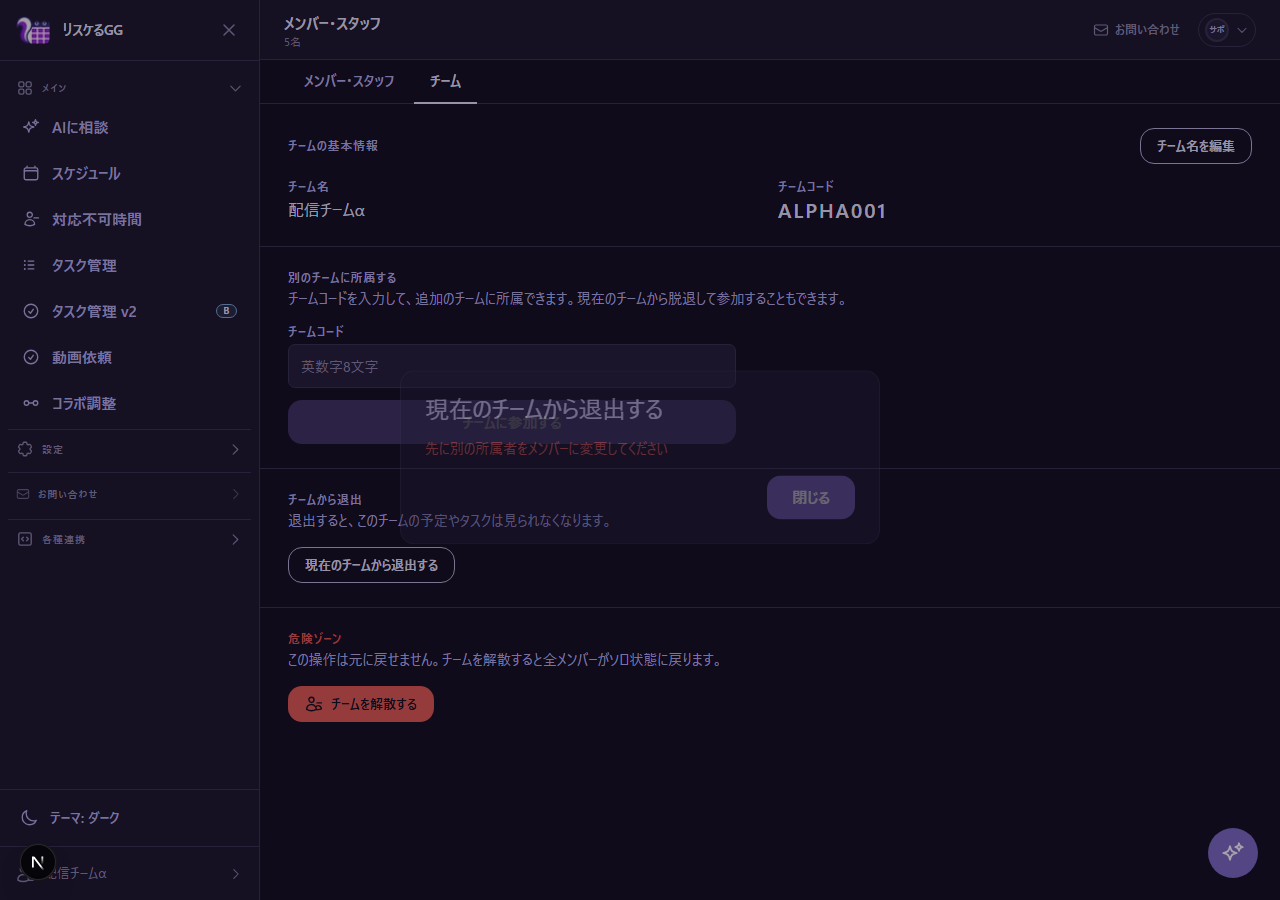 リスケるGG
メイン
AIに相談
スケジュール
対応不可時間
タスク管理
タスク管理 v2
B
動画依頼
コラボ調整
設定
お問い合わせ
各種連携
テーマ: ダーク
N
配信チームα
メンバー・スタッフ
5名
お問い合わせ
サポ
メンバー・スタッフ
チーム
チームの基本情報
チーム名を編集
チーム名
配信チームα
チームコード
ALPHA001
別のチームに所属する
チームコードを入力して、追加のチームに所属できます。現在のチームから脱退して参加することもできます。
チームコード
英数字8文字
チームに参加する
現在のチームから退出する
先に別の所属者をメンバーに変更してください
閉じる
チームから退出
退出すると、このチームの予定やタスクは見られなくなります。
現在のチームから退出する
危険ゾーン
この操作は元に戻せません。チームを解散すると全メンバーがソロ状態に戻ります。
チームを解散する